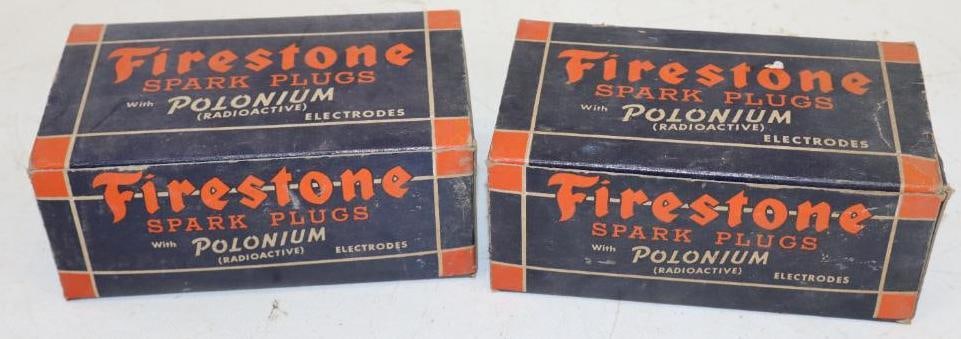 Firestone
SPARK PLUGS
With POLONIUM
(RADIOACTIVE)
ELECTRODES
Firestone
SPARK PLUGS
With POLONIUM
(RADIOACTIVE)
ELECTRODES
Firestone
SPARK PLUGS
With POLONIUM
(RADIOACTIVE)
ELECTRODES
Firestone
SPARK PLUGS
With POLONIUM
(RADIOACTIVE)
ELECTRODES